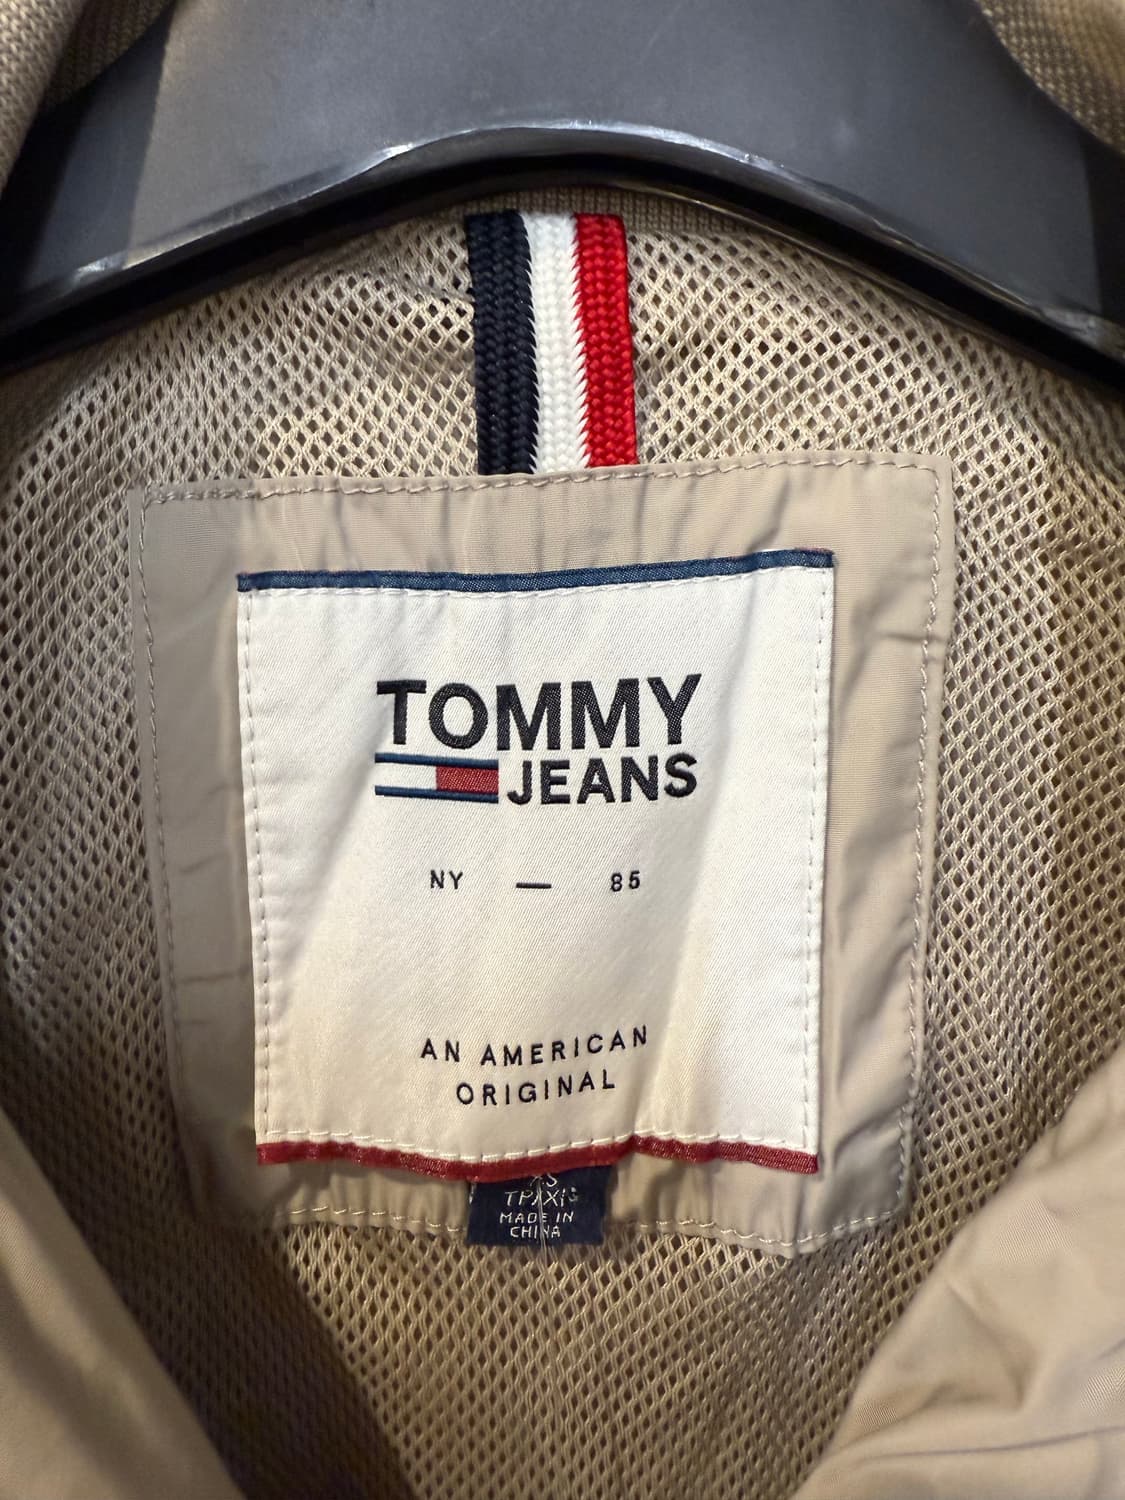 TOMMY
JEANS
NY — 85
AN AMERICAN
ORIGINAL
MADE IN
CHINA